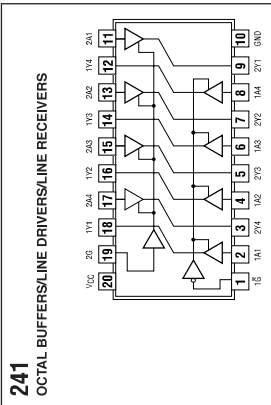 241
OCTAL BUFFERS/LINE DRIVERS/LINE RECEIVERS
VCC 2G 1Y1 2A4 1Y2 2A3 1Y3 2A2 1Y4 2A1
20 19 18 17 16 15 14 13 12 11
1 2 3 4 5 6 7 8 9 10
1G̅ 1A1 2Y4 1A2 2Y3 1A3 2Y2 1A4 2Y1 GND